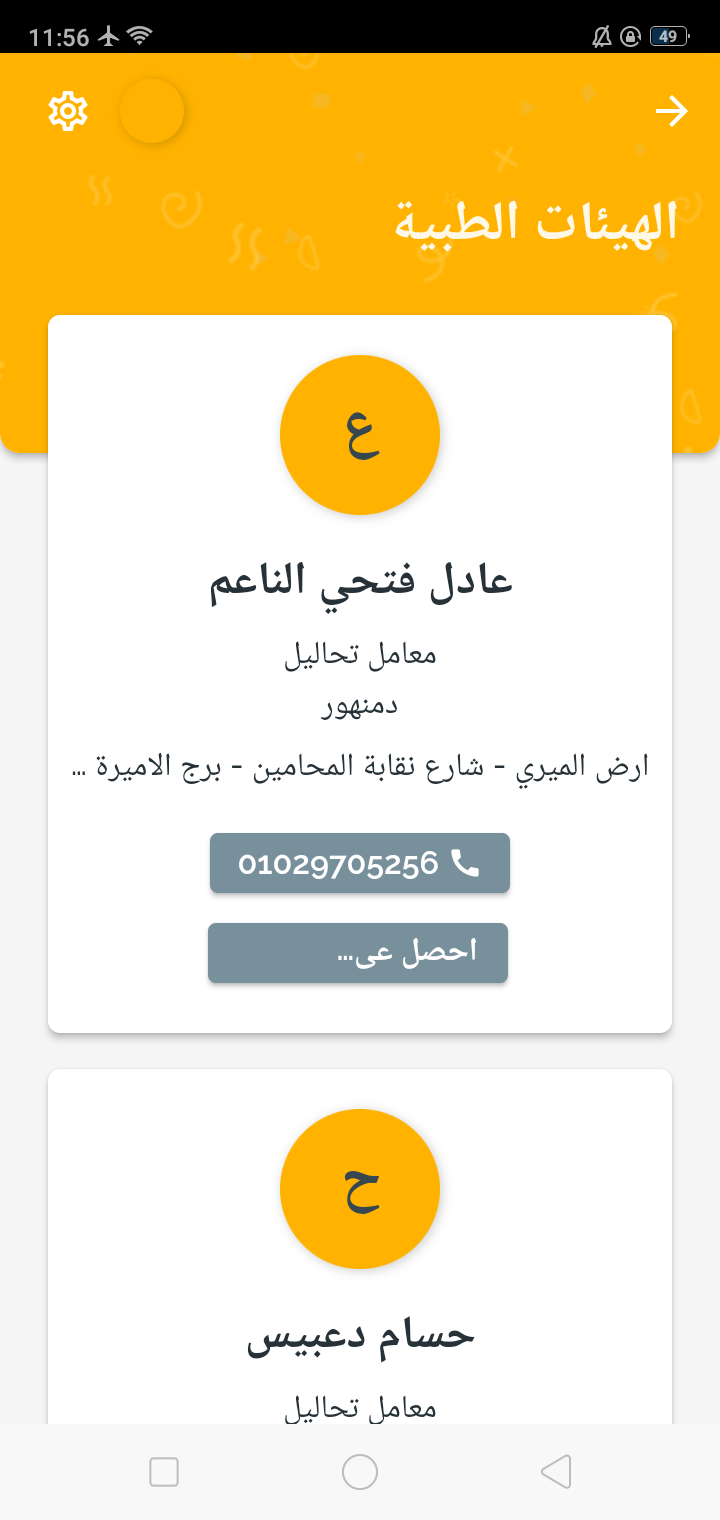 11:56
49
الهيئات الطبية
ع
عادل فتحي الناعم
معامل تحاليل
دمنهور
ارض الميري - شارع نقابة المحامين - برج الاميرة ...
01029705256
احصل عى...
ح
حسام دعبيس
معامل تحاليل